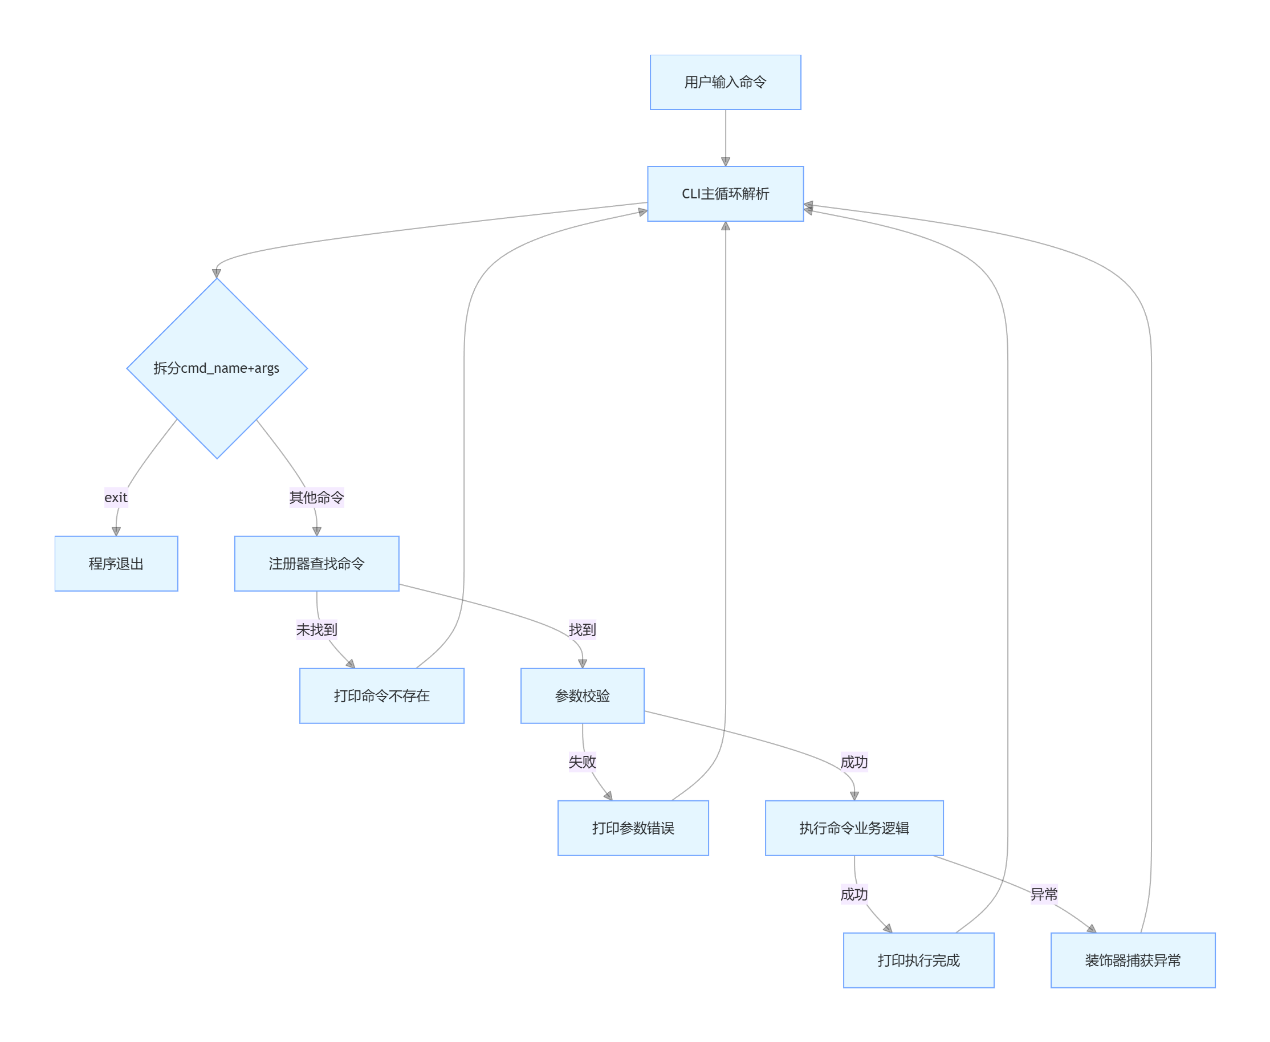 用户输入命令
CLI主循环解析
拆分cmd_name+args
exit
其他命令
程序退出
注册器查找命令
未找到
找到
打印命令不存在
参数校验
失败
成功
打印参数错误
执行命令业务逻辑
成功
异常
打印执行完成
装饰器捕获异常